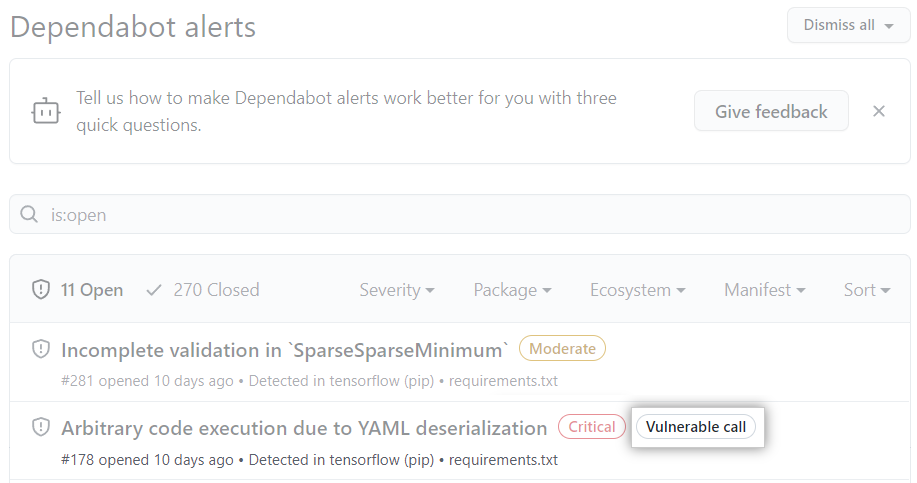 Dependabot alerts
Dismiss all
Tell us how to make Dependabot alerts work better for you with three
quick questions.
Give feedback
is:open
11 Open
270 Closed
Severity
Package
Ecosystem
Manifest
Sort
Incomplete validation in `SparseSparseMinimum` Moderate
#281 opened 10 days ago • Detected in tensorflow (pip) • requirements.txt
Arbitrary code execution due to YAML deserialization Critical Vulnerable call
#178 opened 10 days ago • Detected in tensorflow (pip) • requirements.txt